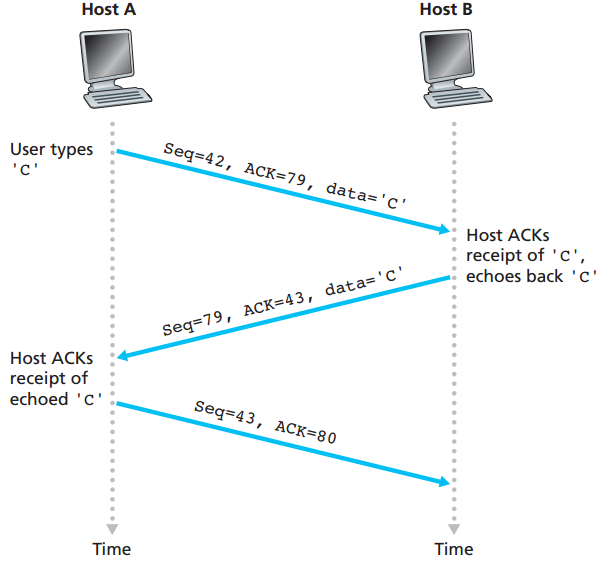 Host A
Host B
User types
'C'
Seq=42, ACK=79, data='C'
Host ACKs
receipt of 'C',
echoes back 'C'
Seq=79, ACK=43, data='C'
Host ACKs
receipt of
echoed 'C'
Seq=43, ACK=80
Time
Time